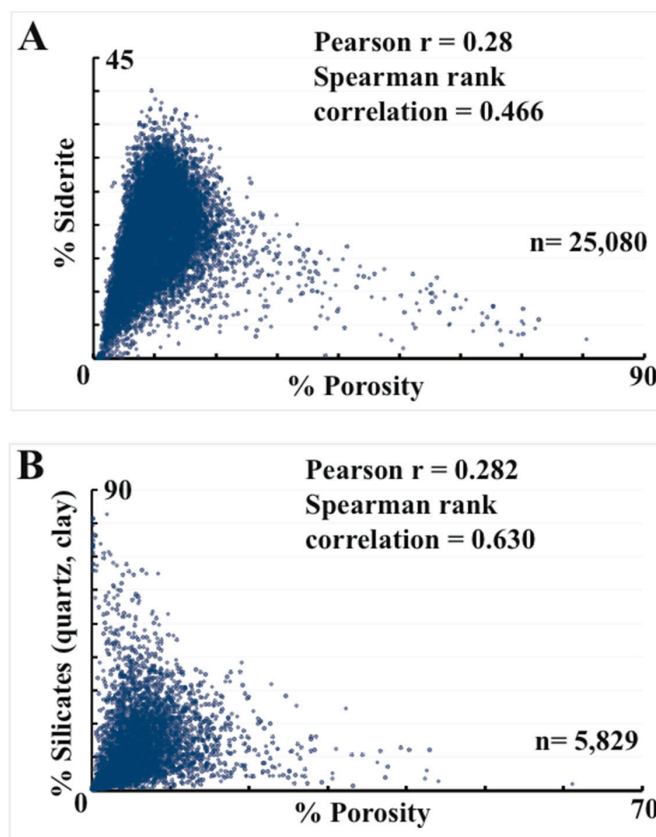 A
45
Pearson r = 0.28
Spearman rank
correlation = 0.466
% Siderite
n= 25,080
0
% Porosity
90
B
90
Pearson r = 0.282
Spearman rank
correlation = 0.630
% Silicates (quartz, clay)
n= 5,829
0
% Porosity
70